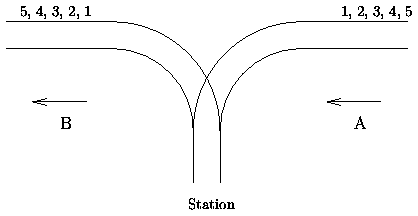 5, 4, 3, 2, 1
1, 2, 3, 4, 5
B
A
Station